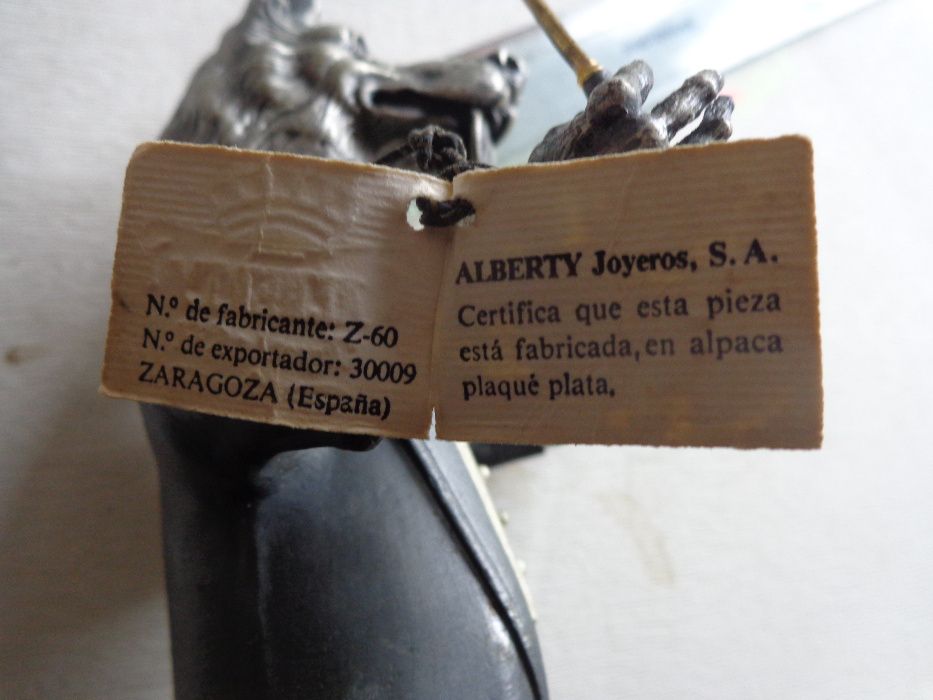 N.º de fabricante: Z-60
N.º de exportador: 30009
ZARAGOZA (España)
ALBERTY Joyeros, S. A.
Certifica que esta pieza
está fabricada, en alpaca
plaqué plata.